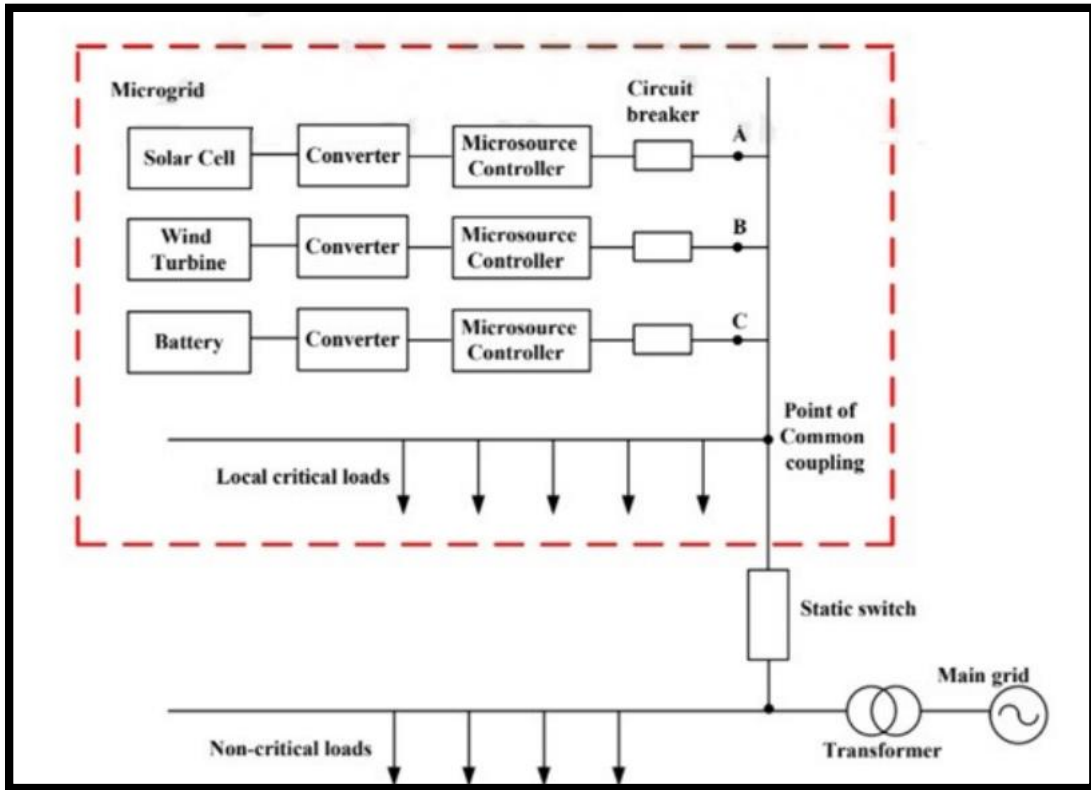 Microgrid
Circuit
breaker
A
Solar Cell
Converter
Microsource
Controller
B
Wind
Turbine
Converter
Microsource
Controller
C
Battery
Converter
Microsource
Controller
Point of
Common
coupling
Local critical loads
Static switch
Main grid
Non-critical loads
Transformer